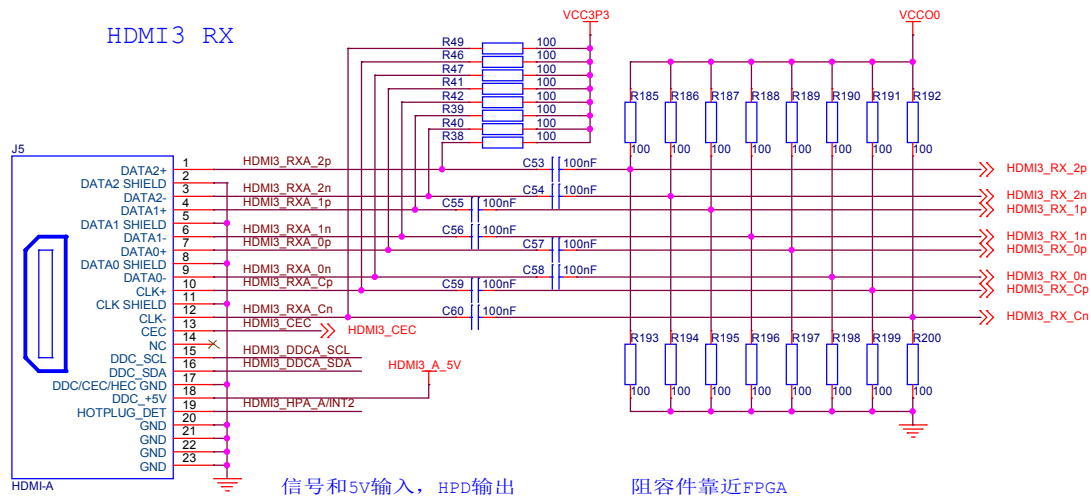 HDMI3 RX
VCC3P3
VCCO0
R49 100
R46 100
R47 100
R41 100
R42 100
R39 100
R40 100
R38 100
R185 R186 R187 R188 R189 R190 R191 R192
100 100 100 100 100 100 100 100
J5
DATA2+ 1 HDMI3_RXA_2p C53 100nF HDMI3_RX_2p
DATA2 SHIELD 2
DATA2- 3 HDMI3_RXA_2n C54 100nF HDMI3_RX_2n
DATA1+ 4 HDMI3_RXA_1p C55 100nF HDMI3_RX_1p
DATA1 SHIELD 5
DATA1- 6 HDMI3_RXA_1n C56 100nF HDMI3_RX_1n
DATA0+ 7 HDMI3_RXA_0p C57 100nF HDMI3_RX_0p
DATA0 SHIELD 8
DATA0- 9 HDMI3_RXA_0n C58 100nF HDMI3_RX_0n
CLK+ 10 HDMI3_RXA_Cp C59 100nF HDMI3_RX_Cp
CLK SHIELD 11
CLK- 12 HDMI3_RXA_Cn C60 100nF HDMI3_RX_Cn
CEC 13 HDMI3_CEC HDMI3_CEC
NC 14
DDC_SCL 15 HDMI3_DDCA_SCL
DDC_SDA 16 HDMI3_DDCA_SDA
DDC/CEC/HEC GND 17
DDC_+5V 18 HDMI3_A_5V
HOTPLUG_DET 19 HDMI3_HPA_A/INT2
GND 20
GND 21
GND 22
GND 23
HDMI-A
R193 R194 R195 R196 R197 R198 R199 R200
100 100 100 100 100 100 100 100
信号和5V输入，HPD输出
阻容件靠近FPGA